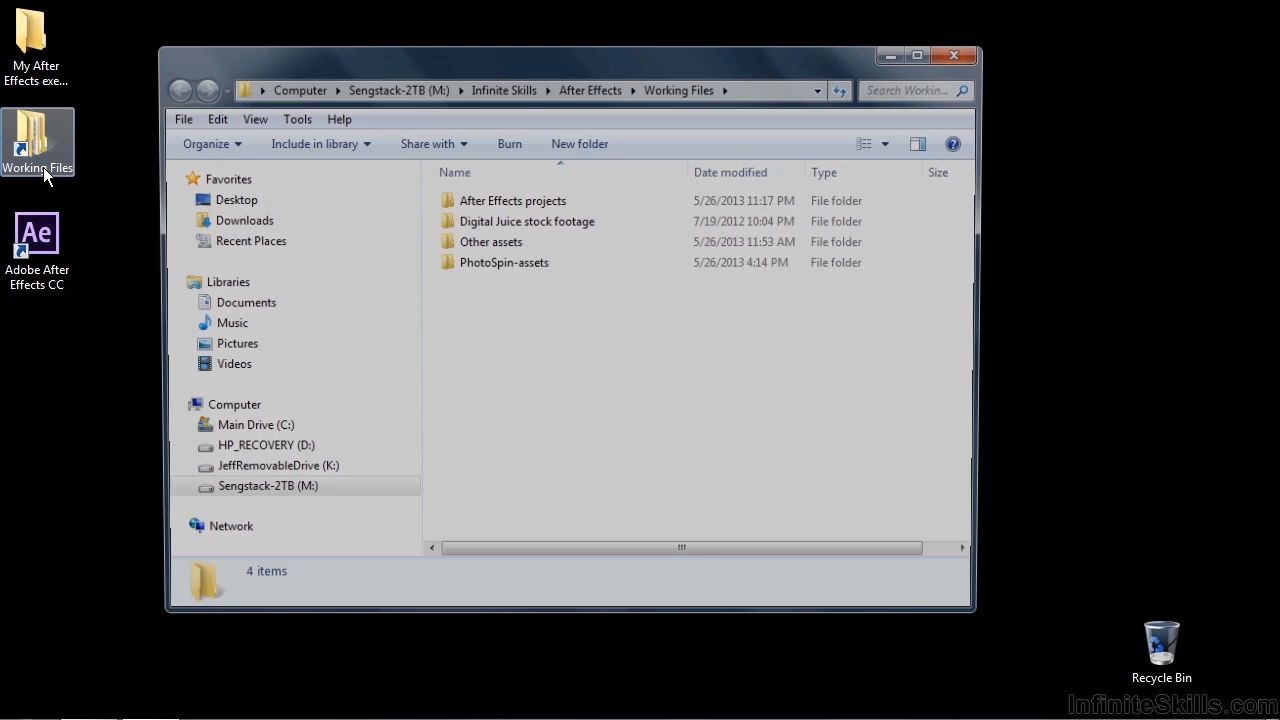 My After
Effects exe...
Working Files
Ae
Adobe After
Effects CC
Computer Sengstack-2TB (M:) Infinite Skills After Effects Working Files
Search Workin...
File Edit View Tools Help
Organize Include in library Share with Burn New folder
Favorites
Desktop
Downloads
Recent Places
Libraries
Documents
Music
Pictures
Videos
Computer
Main Drive (C:)
HP_RECOVERY (D:)
JeffRemovableDrive (K:)
Sengstack-2TB (M:)
Network
Name Date modified Type Size
After Effects projects 5/26/2013 11:17 PM File folder
Digital Juice stock footage 7/19/2012 10:04 PM File folder
Other assets 5/26/2013 11:53 AM File folder
PhotoSpin-assets 5/26/2013 4:14 PM File folder
4 items
Recycle Bin
InfiniteSkills.com